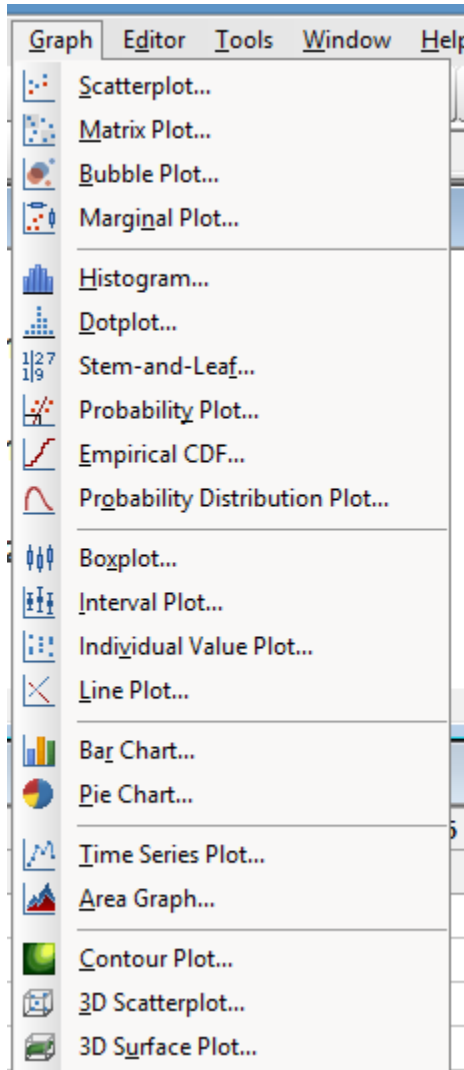 Graph Editor Tools Window Help
Scatterplot...
Matrix Plot...
Bubble Plot...
Marginal Plot...
Histogram...
Dotplot...
Stem-and-Leaf...
Probability Plot...
Empirical CDF...
Probability Distribution Plot...
Boxplot...
Interval Plot...
Individual Value Plot...
Line Plot...
Bar Chart...
Pie Chart...
Time Series Plot...
Area Graph...
Contour Plot...
3D Scatterplot...
3D Surface Plot...